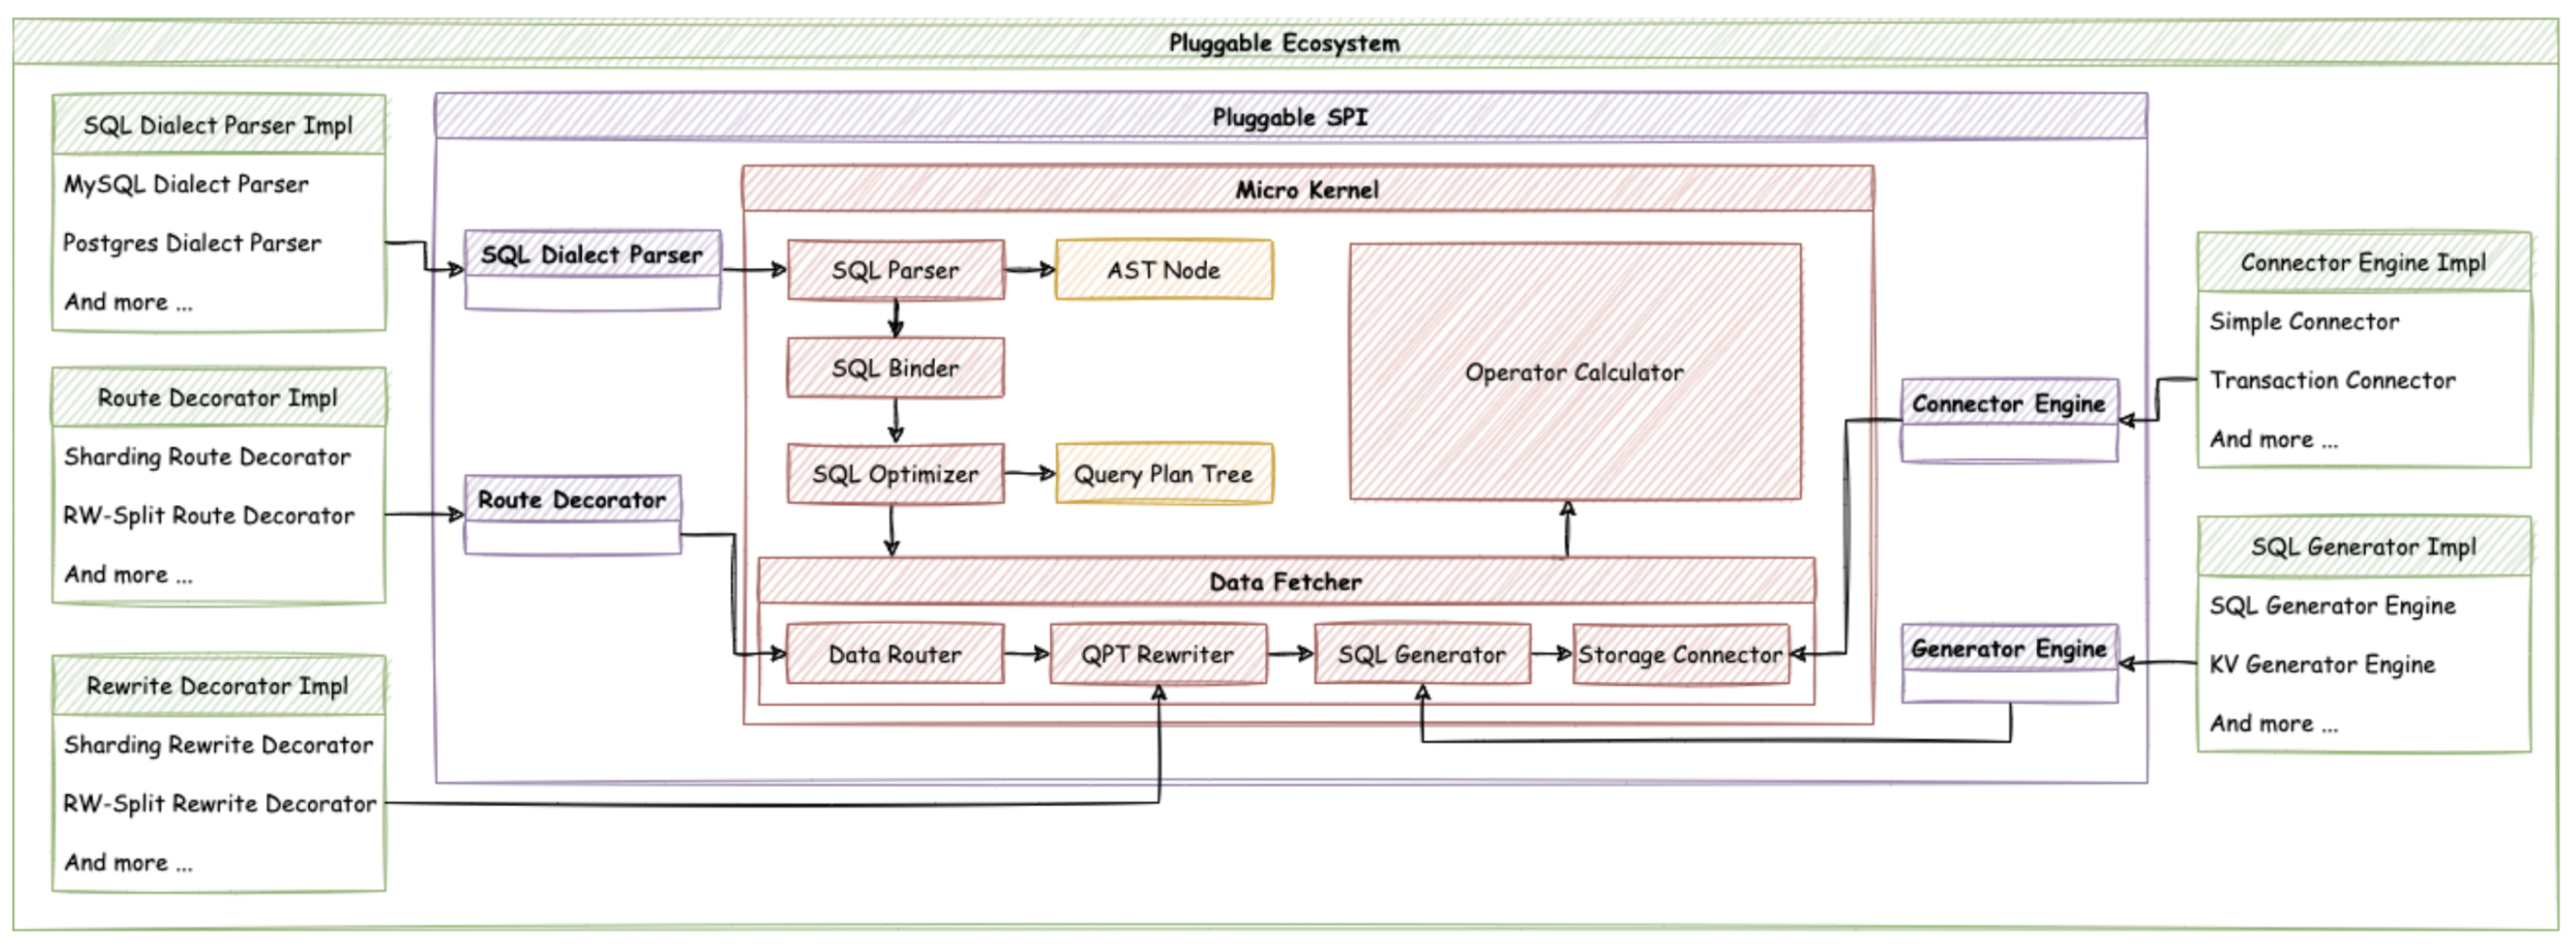 Pluggable Ecosystem
SQL Dialect Parser Impl
MySQL Dialect Parser
Postgres Dialect Parser
And more ...
Route Decorator Impl
Sharding Route Decorator
RW-Split Route Decorator
And more ...
Rewrite Decorator Impl
Sharding Rewrite Decorator
RW-Split Rewrite Decorator
And more ...
Pluggable SPI
SQL Dialect Parser
Route Decorator
Micro Kernel
SQL Parser
AST Node
SQL Binder
SQL Optimizer
Query Plan Tree
Operator Calculator
Data Fetcher
Data Router
QPT Rewriter
SQL Generator
Storage Connector
Connector Engine
Generator Engine
Connector Engine Impl
Simple Connector
Transaction Connector
And more ...
SQL Generator Impl
SQL Generator Engine
KV Generator Engine
And more ...